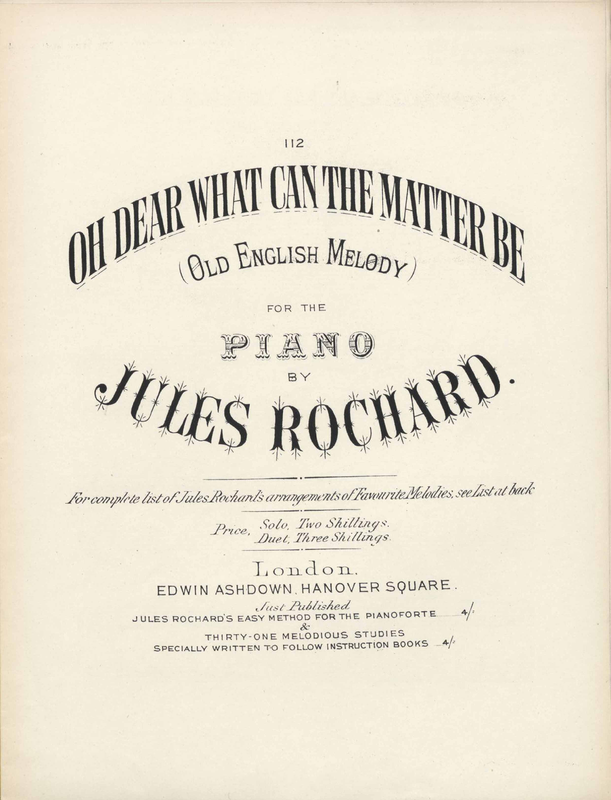 112
OH DEAR WHAT CAN THE MATTER BE
(OLD ENGLISH MELODY)
FOR THE
PIANO
BY
JULES ROCHARD.
For complete list of Jules Rochard's arrangements of Favourite Melodies, see List at back
Price, Solo, Two Shillings.
Duet, Three Shillings.
London,
EDWIN ASHDOWN, HANOVER SQUARE.
Just Published
JULES ROCHARD'S EASY METHOD FOR THE PIANOFORTE 4/.
&
THIRTY-ONE MELODIOUS STUDIES
SPECIALLY WRITTEN TO FOLLOW INSTRUCTION BOOKS 4/.